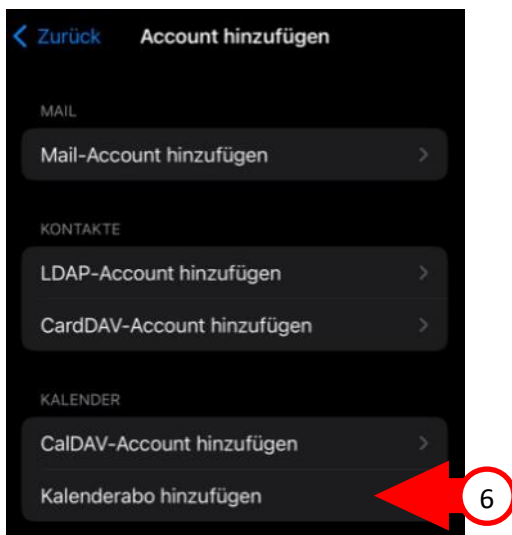 Zurück Account hinzufügen
MAIL
Mail-Account hinzufügen
KONTAKTE
LDAP-Account hinzufügen
CardDAV-Account hinzufügen
KALENDER
CalDAV-Account hinzufügen
Kalenderabo hinzufügen 6